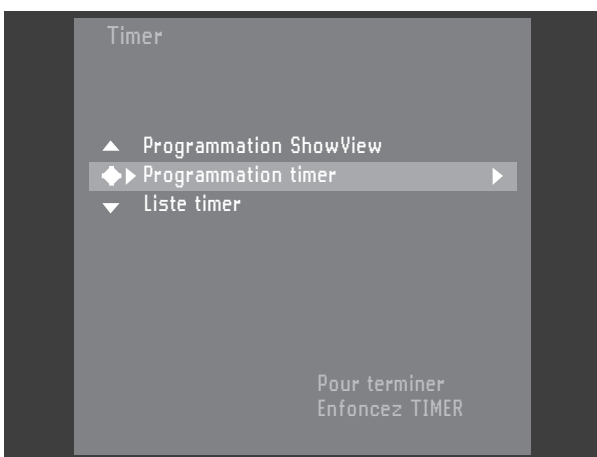 Timer
Programmation ShowView
Programmation timer
Liste timer
Pour terminer
Enfoncez TIMER